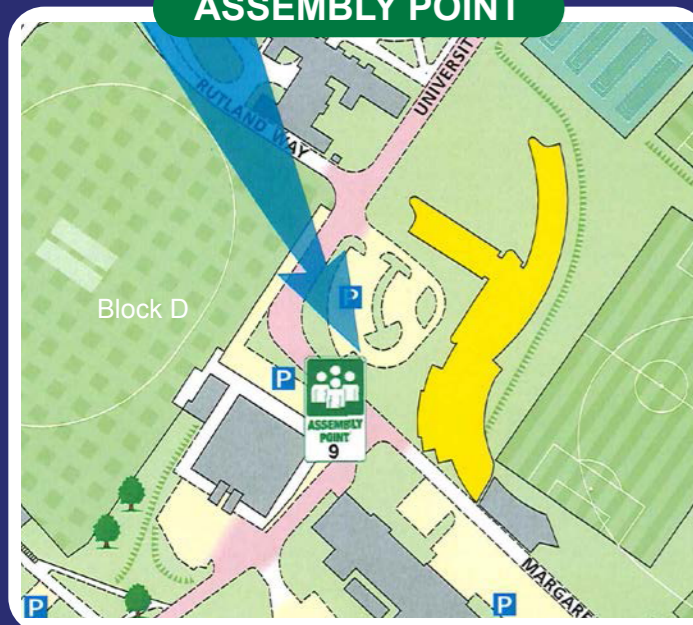 ASSEMBLY POINT
RUTLAND WAY
UNIVERSIT
P
Block D
P
ASSEMBLY
POINT
9
MARGARE
P
P